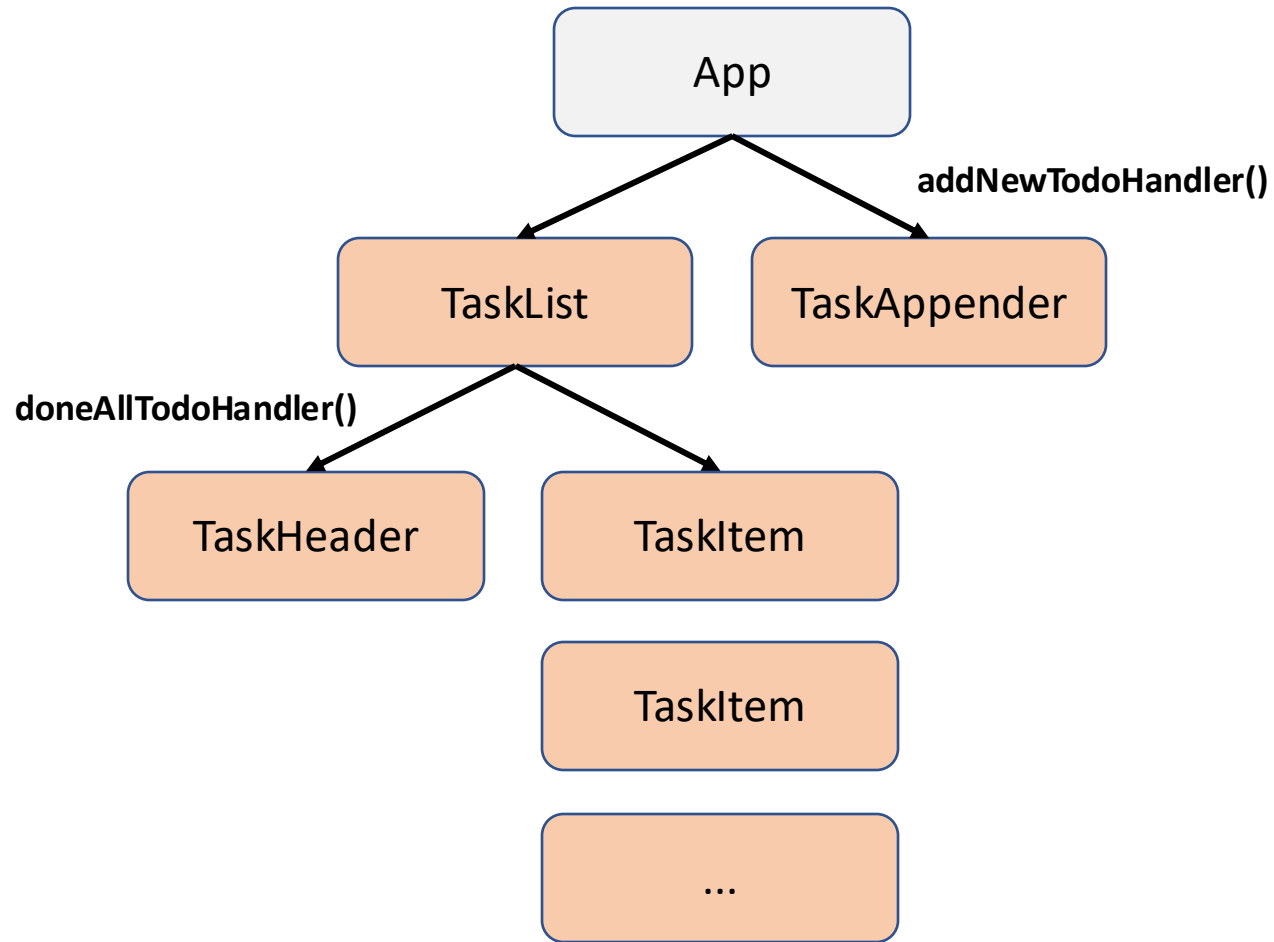 App
addNewTodoHandler()
TaskList
TaskAppender
doneAllTodoHandler()
TaskHeader
TaskItem
TaskItem
...